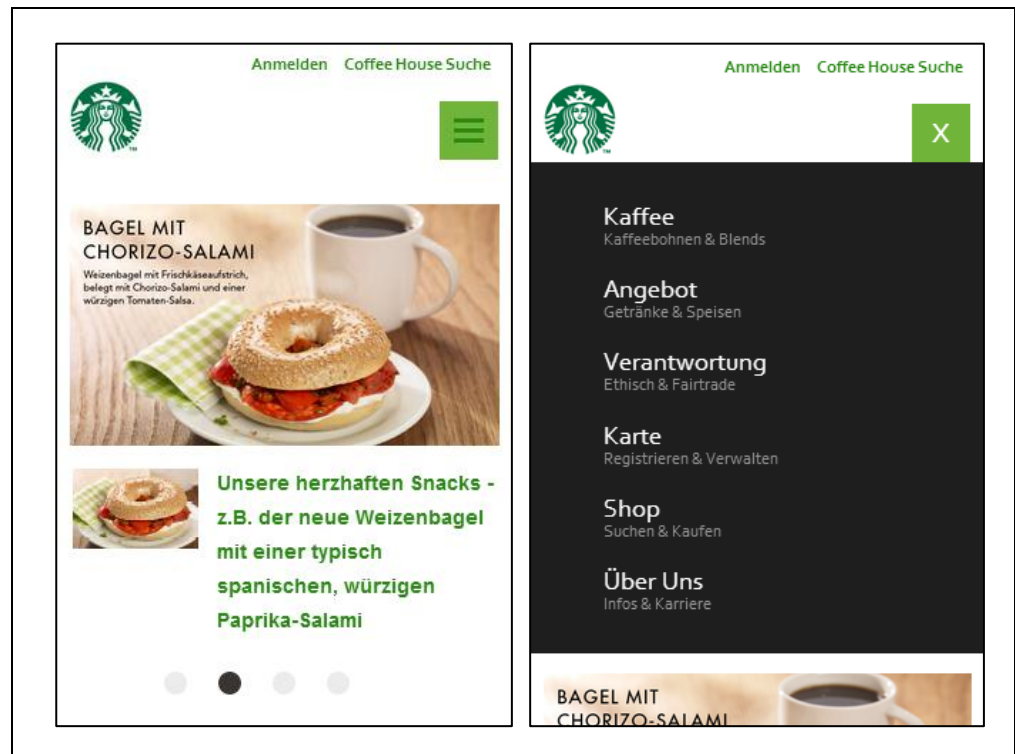 Anmelden Coffee House Suche
BAGEL MIT
CHORIZO-SALAMI
Weizenbagel mit Frischkäseaufstrich,
belegt mit Chorizo-Salami und einer
würzigen Tomaten-Salsa.
Unsere herzhaften Snacks -
z.B. der neue Weizenbagel
mit einer typisch
spanischen, würzigen
Paprika-Salami
Anmelden Coffee House Suche
X
Kaffee
Kaffeebohnen & Blends
Angebot
Getränke & Speisen
Verantwortung
Ethisch & Fairtrade
Karte
Registrieren & Verwalten
Shop
Suchen & Kaufen
Über Uns
Infos & Karriere
BAGEL MIT
CHORIZO-SALAMI